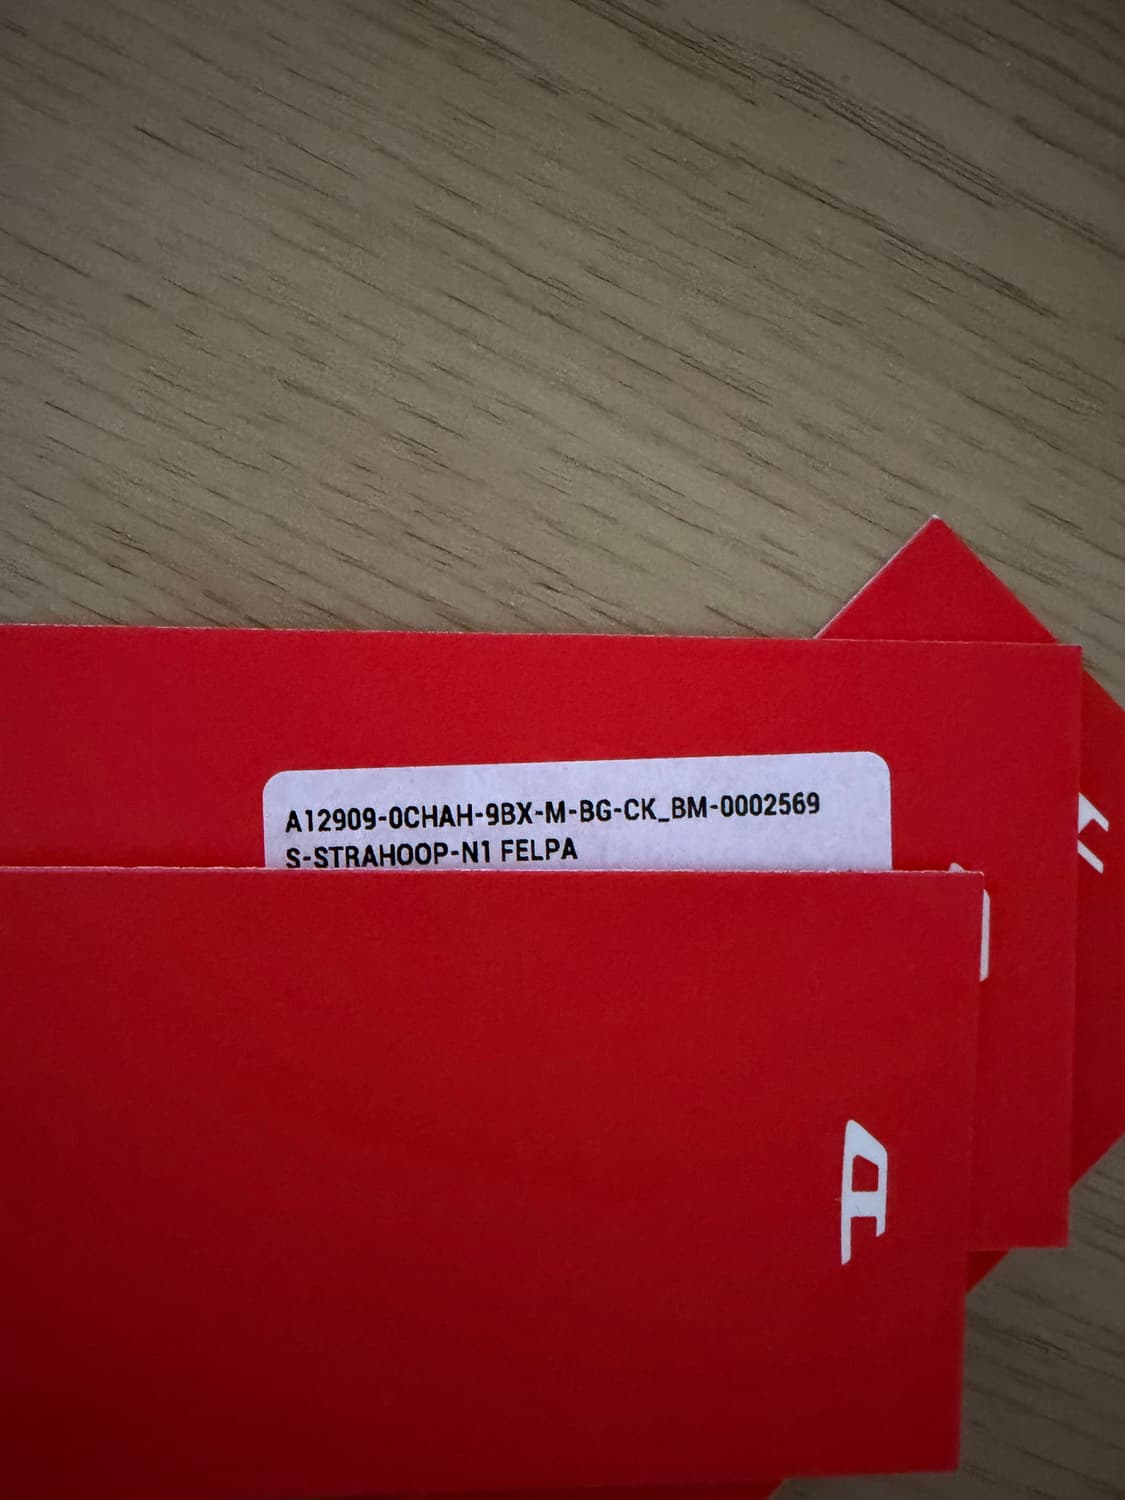 A12909-0CHAH-9BX-M-BG-CK_BM-0002569
S-STRAHOOP-N1 FELPA